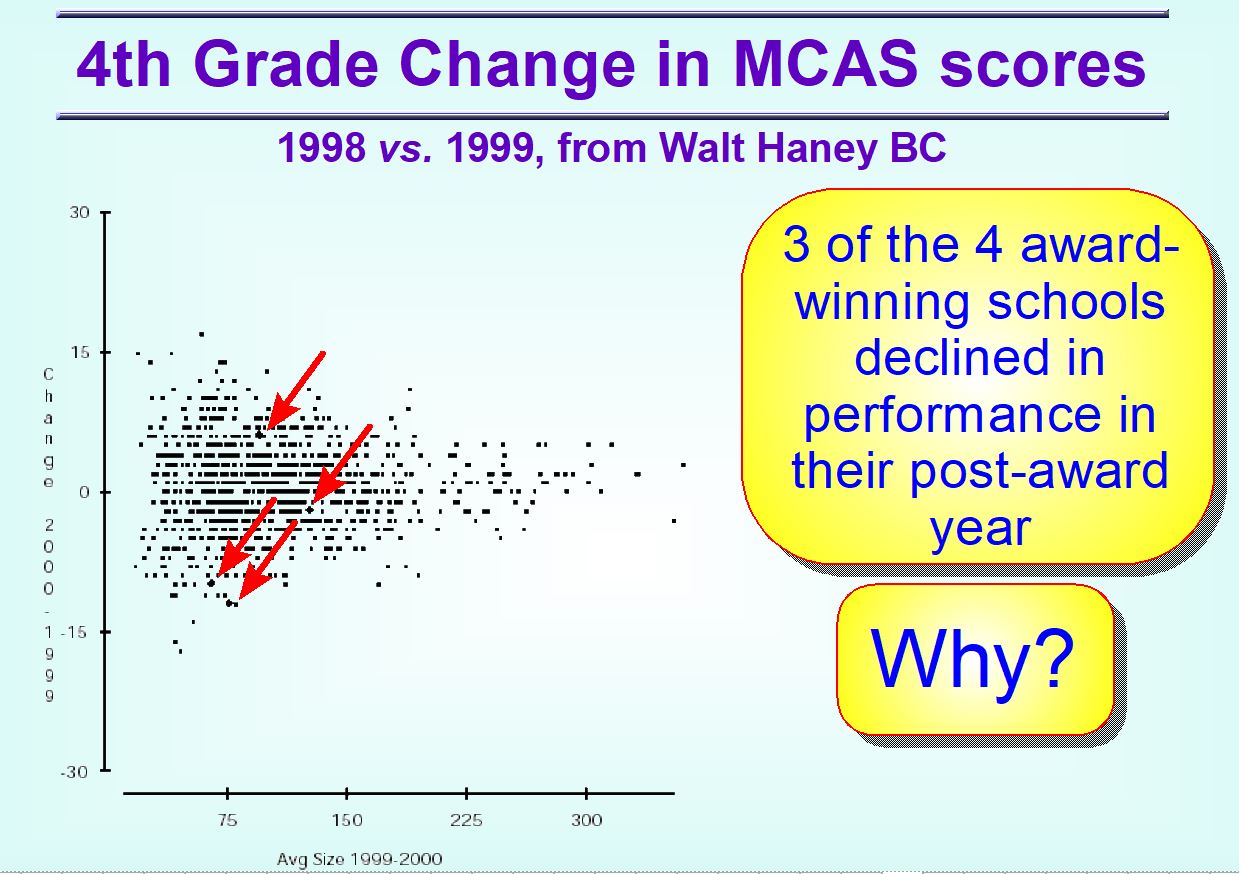 4th Grade Change in MCAS scores
1998 vs. 1999, from Walt Haney BC
3 of the 4 award-
winning schools
declined in
performance in
their post-award
year
Why?
Change 2000-1999
30
15
0
-15
-30
75 150 225 300
Avg Size 1999-2000